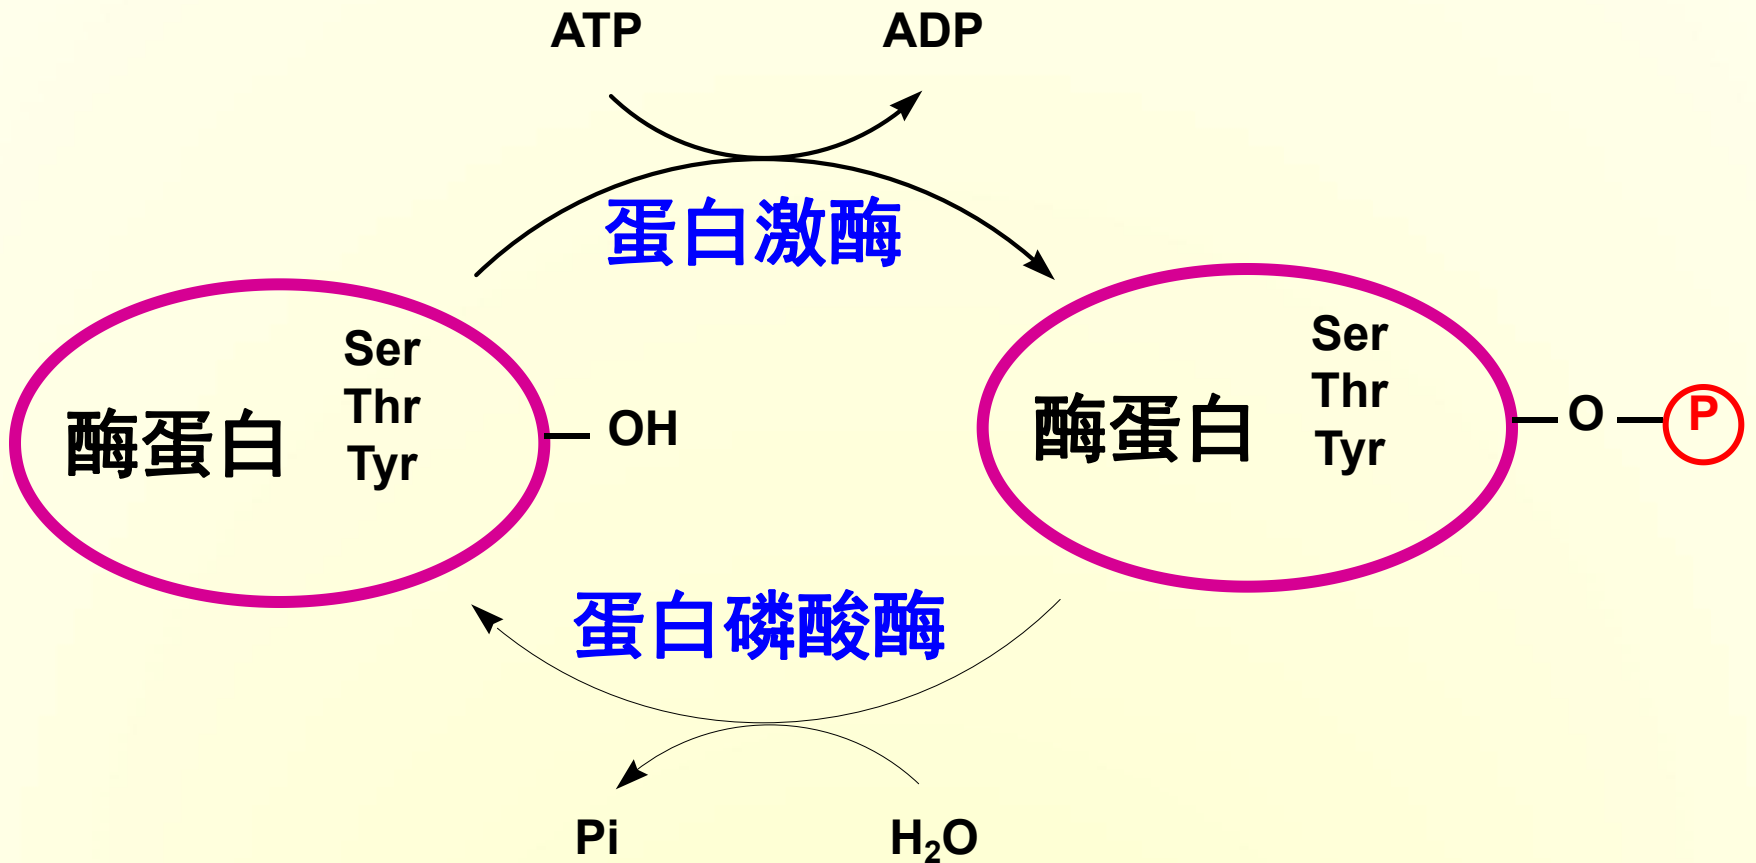 ATP
ADP
蛋白激酶
Ser
Thr
Tyr
酶蛋白
OH
Ser
Thr
Tyr
酶蛋白
O
P
蛋白磷酸酶
Pi
H₂O